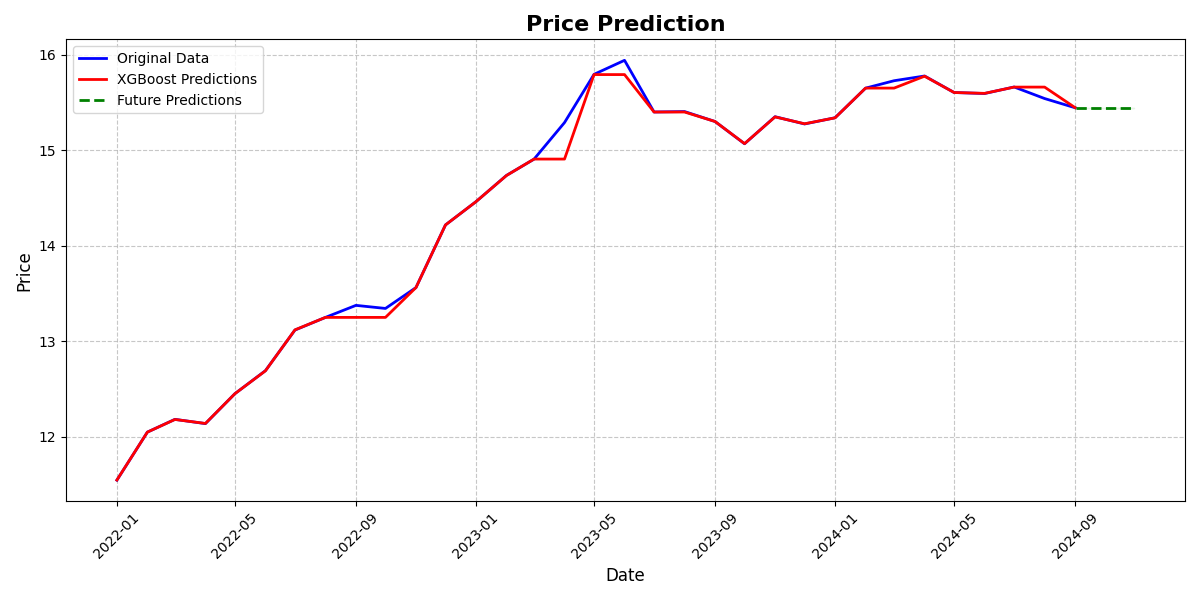 Price Prediction
Original Data
XGBoost Predictions
Future Predictions
Price
16
15
14
13
12
2022-01
2022-05
2022-09
2023-01
2023-05
2023-09
2024-01
2024-05
2024-09
Date